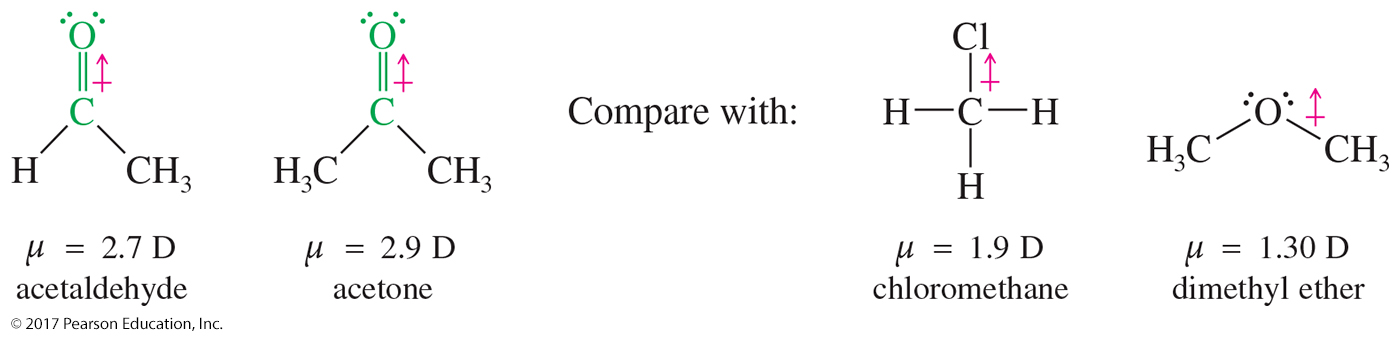 O
C
H
CH₃
μ = 2.7 D
acetaldehyde
O
C
H₃C
CH₃
μ = 2.9 D
acetone
Compare with:
Cl
H—C—H
H
μ = 1.9 D
chloromethane
O
H₃C
CH₃
μ = 1.30 D
dimethyl ether
© 2017 Pearson Education, Inc.